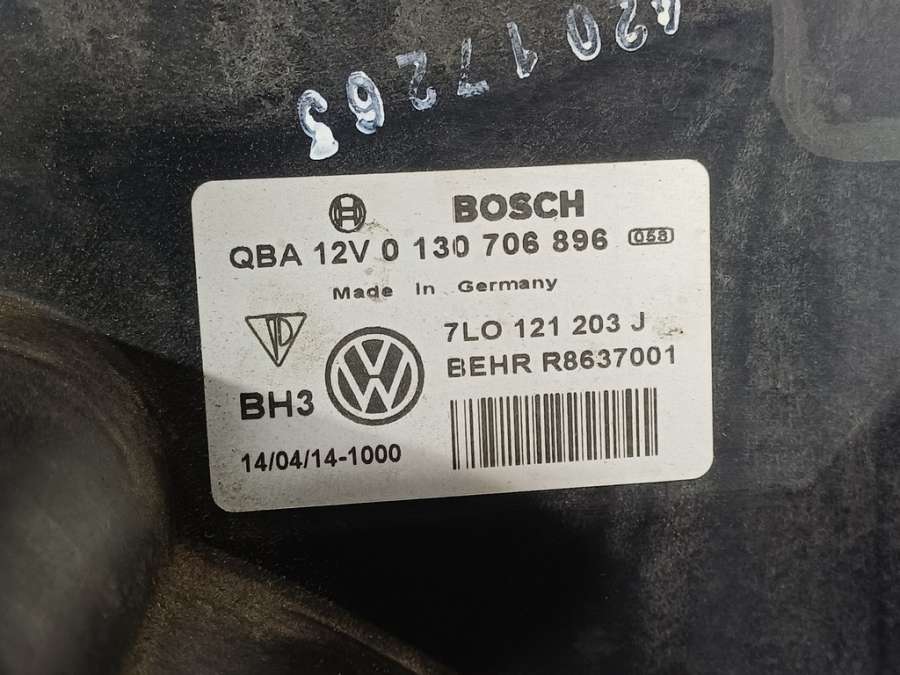 42017263
BOSCH
QBA 12V 0 130 706 896 058
Made In Germany
7LO 121 203 J
BEHR R8637001
BH3
14/04/14-1000